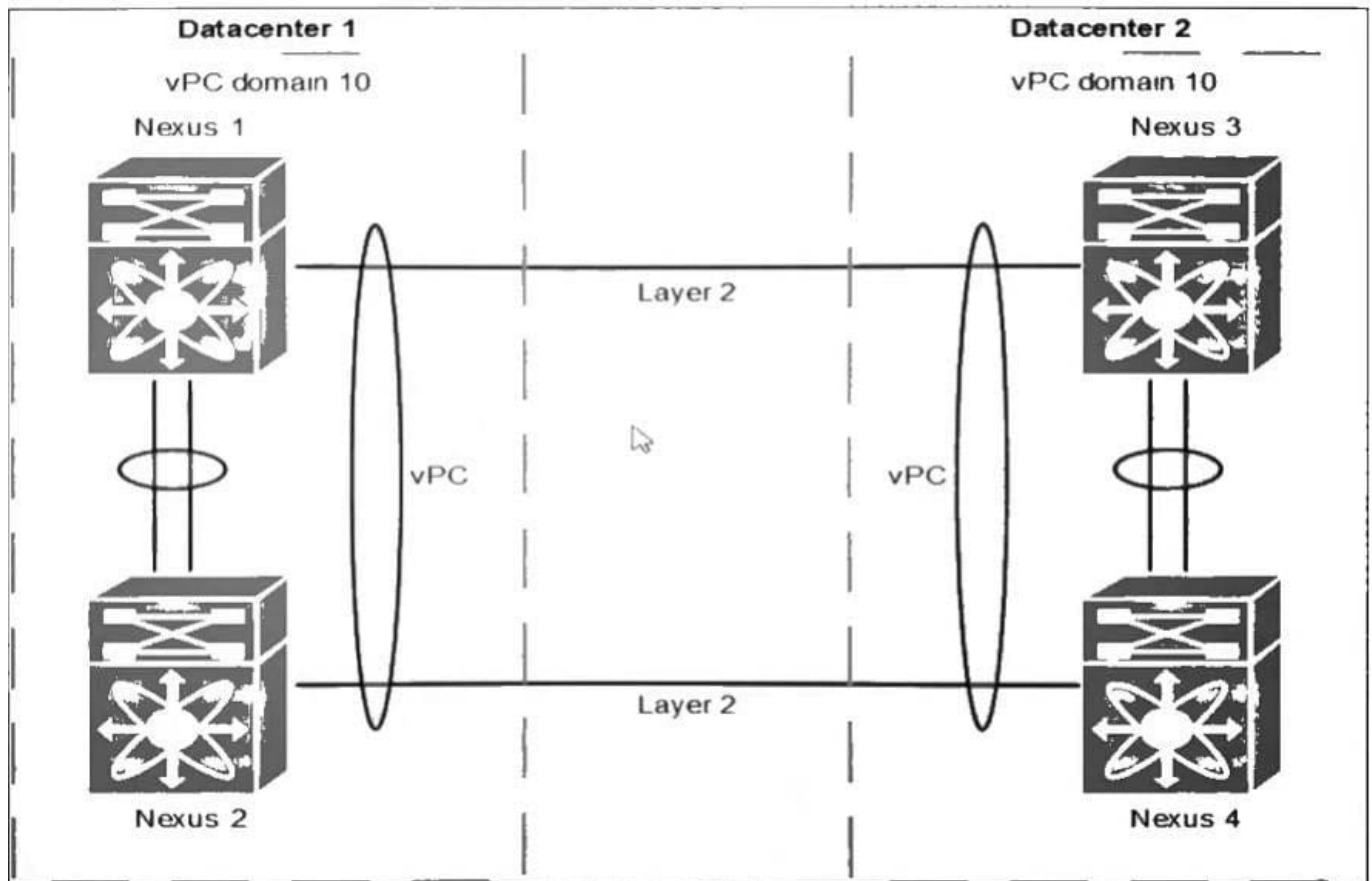 Datacenter 1
Datacenter 2
vPC domain 10
vPC domain 10
Nexus 1
Nexus 3
Layer 2
vPC
vPC
Layer 2
Nexus 2
Nexus 4